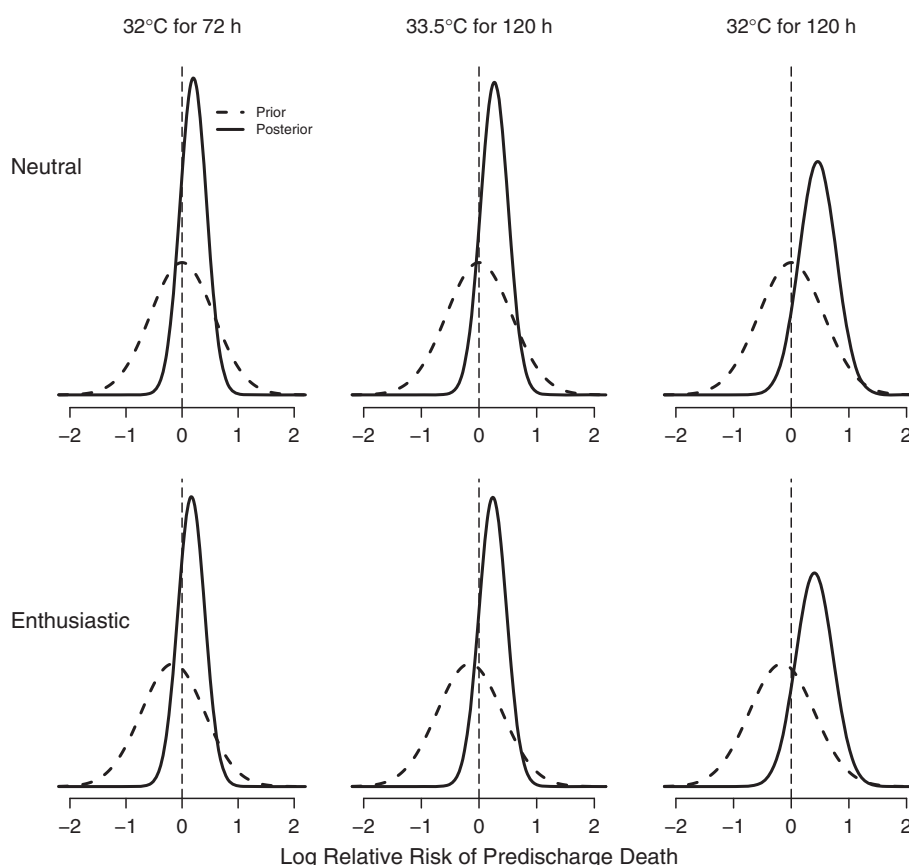 32°C for 72 h 33.5°C for 120 h 32°C for 120 h
Prior
Posterior
Neutral
−2 −1 0 1 2 −2 −1 0 1 2 −2 −1 0 1 2
Enthusiastic
−2 −1 0 1 2 −2 −1 0 1 2 −2 −1 0 1 2
Log Relative Risk of Predischarge Death